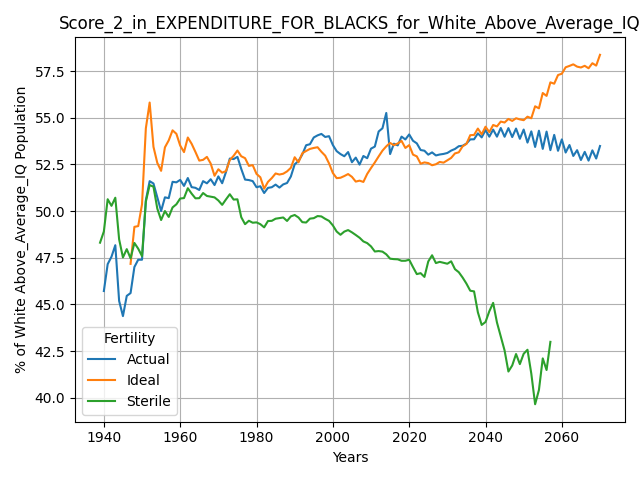 Score_2_in_EXPENDITURE_FOR_BLACKS_for_White_Above_Average_IQ
% of White Above_Average_IQ Population
57.5
55.0
52.5
50.0
47.5
45.0
42.5
40.0
Fertility
Actual
Ideal
Sterile
1940 1960 1980 2000 2020 2040 2060
Years